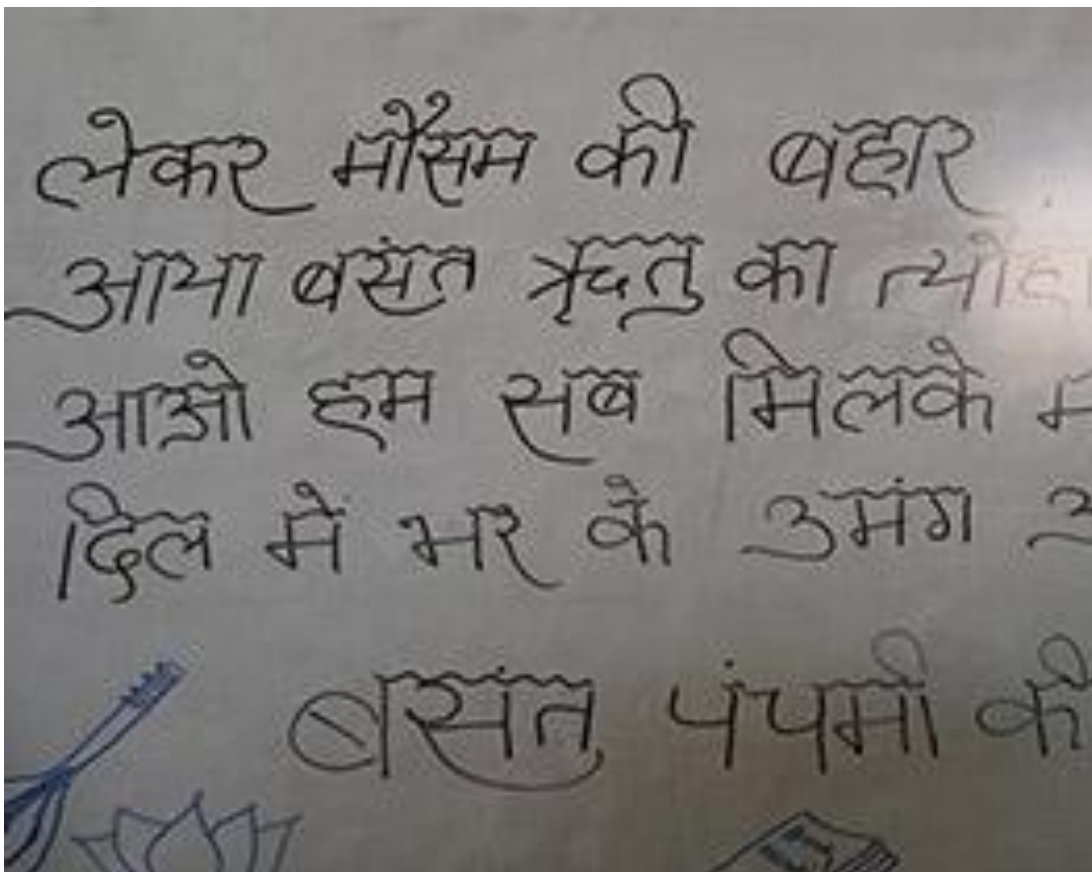 लेकर मौसम की बहार
आया बसंत ऋतु का
आओ हम सब मिलके
दिल में भर के उमंग
बसंत पंचमी की